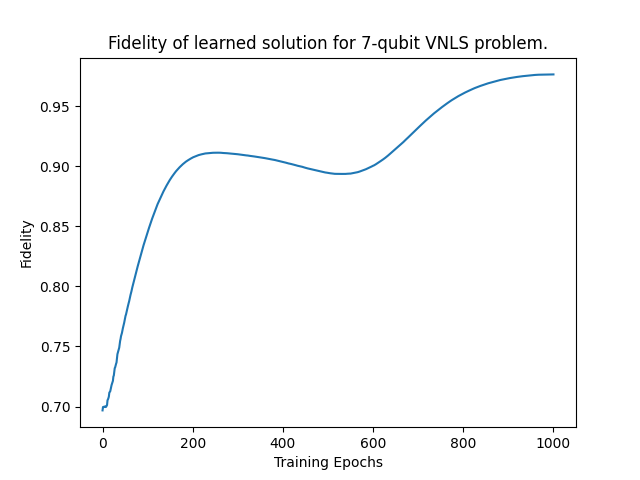 Fidelity of learned solution for 7-qubit VNLS problem.
Fidelity
0.95
0.90
0.85
0.80
0.75
0.70
0 200 400 600 800 1000
Training Epochs